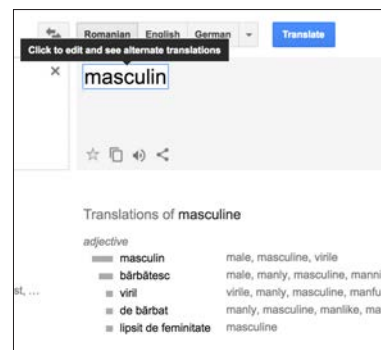 Romanian English German Translate
Click to edit and see alternate translations
masculin
Translations of masculine
adjective
masculin male, masculine, virile
bărbătesc male, manly, masculine, manni
st, ... viril virile, manly, masculine, manfu
de bărbat manly, masculine, manlike, ma
lipsit de feminitate masculine